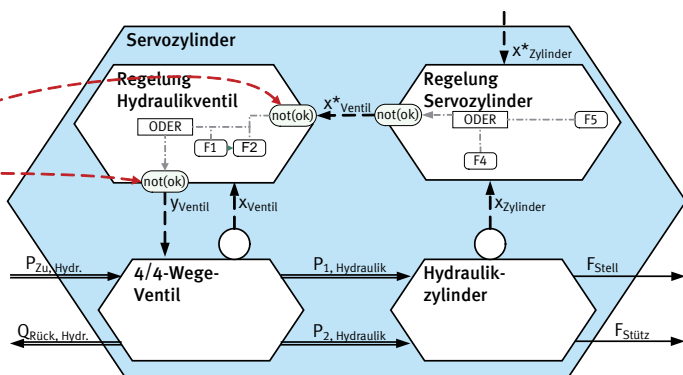 Servozylinder
x*Zylinder
Regelung
Hydraulikventil
x*Ventil
Regelung
Servozylinder
not(ok)
not(ok)
ODER
F1
F2
ODER
F5
F4
not(ok)
yVentil
xVentil
xZylinder
PZu, Hydr.
4/4-Wege-
Ventil
P1, Hydraulik
Hydraulik-
zylinder
FStell
QRück, Hydr.
P2, Hydraulik
FStütz